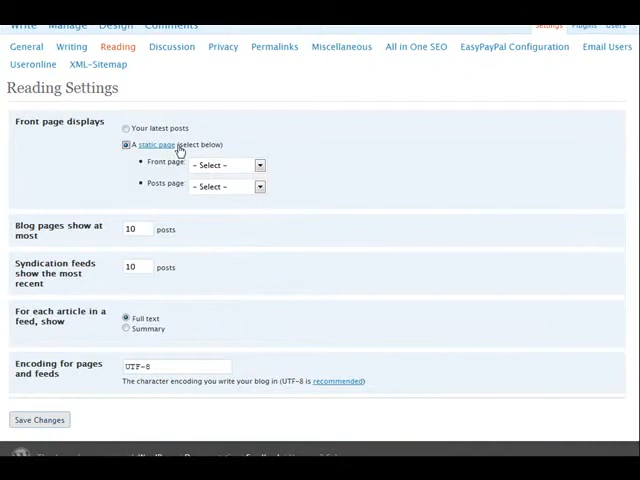 Write Manage Design Comments Settings Plugins Users
General Writing Reading Discussion Privacy Permalinks Miscellaneous All in One SEO EasyPayPal Configuration Email Users
Useronline XML-Sitemap
Reading Settings
Front page displays
Your latest posts
A static page (select below)
Front page: – Select –
Posts page: – Select –
Blog pages show at most
10 posts
Syndication feeds show the most recent
10 posts
For each article in a feed, show
Full text
Summary
Encoding for pages and feeds
UTF-8
The character encoding you write your blog in (UTF-8 is recommended)
Save Changes